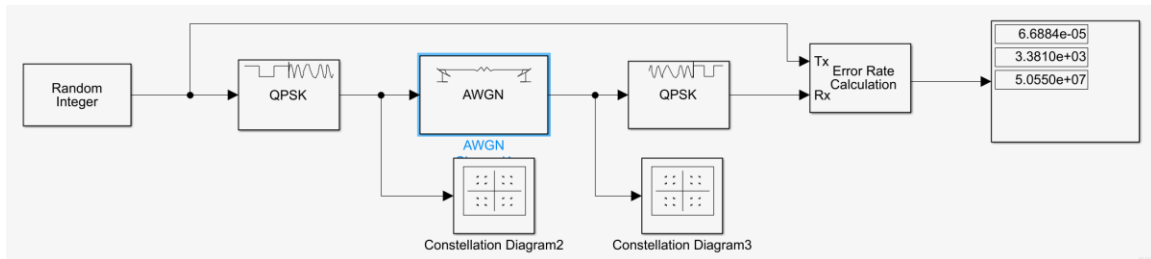 Random
Integer
QPSK
AWGN
AWGN
Constellation Diagram2
QPSK
Constellation Diagram3
Tx
Rx
Error Rate
Calculation
6.6884e-05
3.3810e+03
5.0550e+07